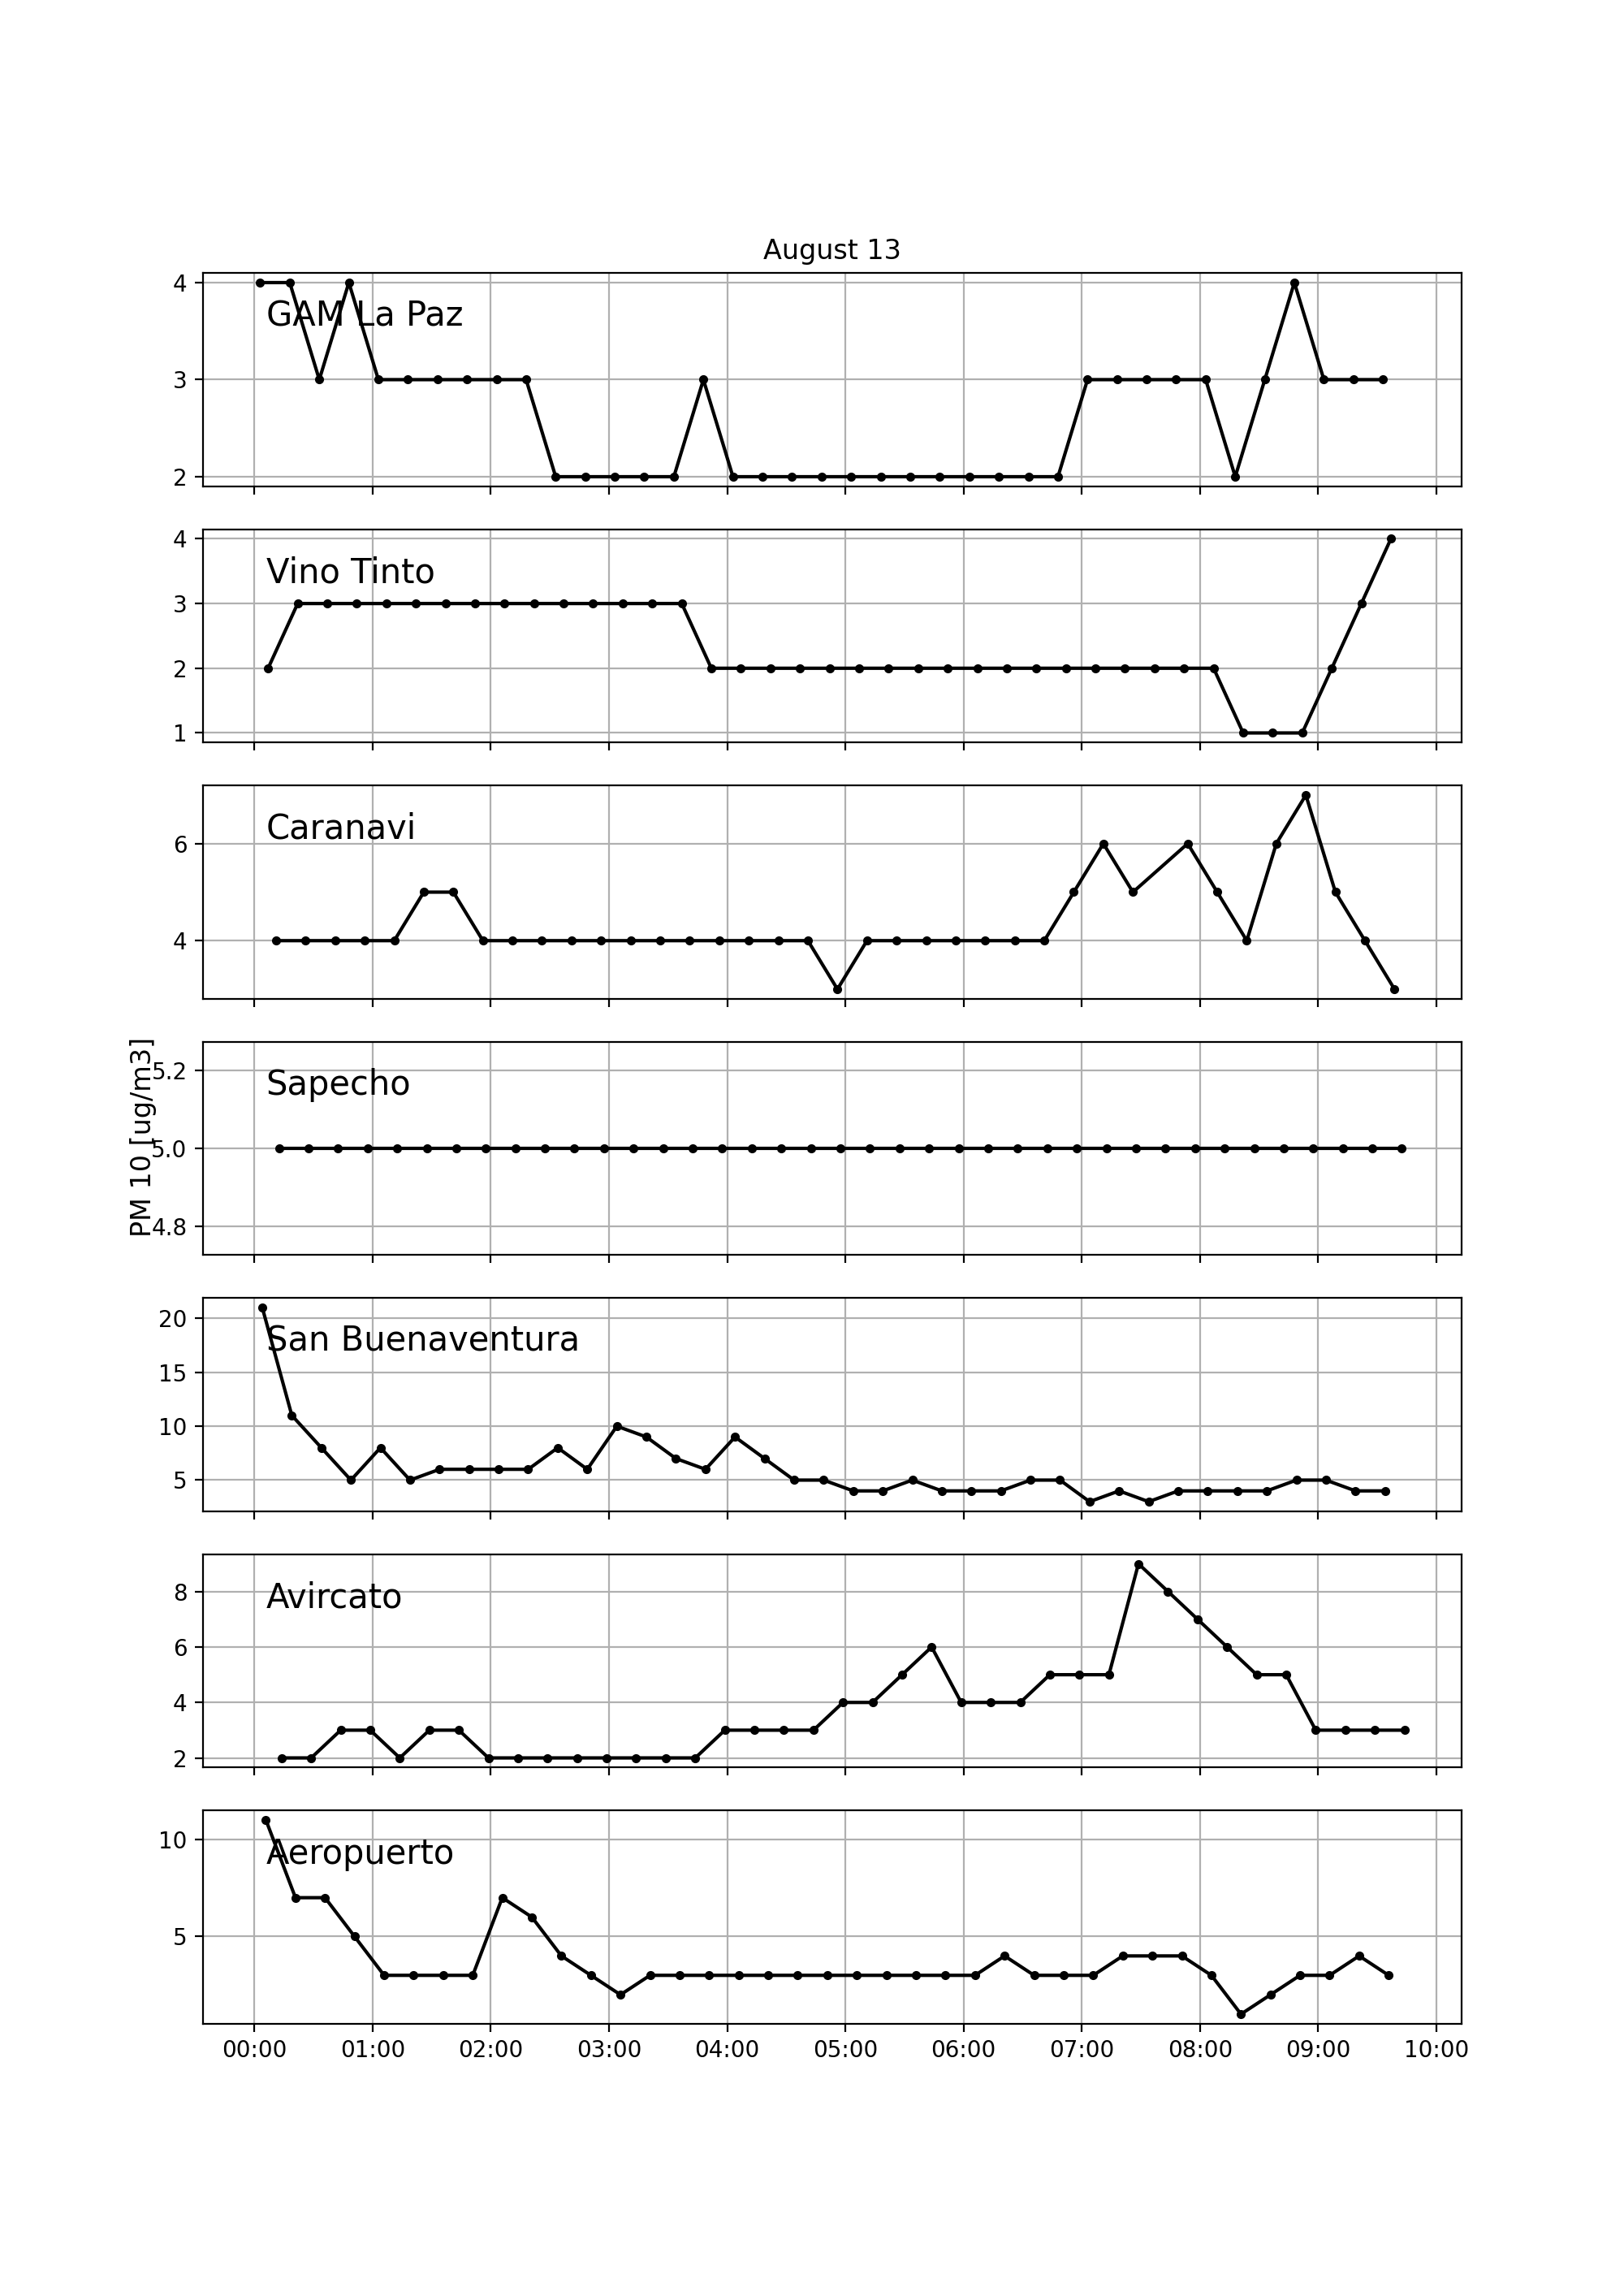 August 13
4
GAM La Paz
3
2
4
Vino Tinto
3
2
1
Caranavi
6
4
PM 10 [ug/m3]
5.2
Sapecho
5.0
4.8
20
San Buenaventura
15
10
5
8
Avircato
6
4
2
10
Aeropuerto
5
00:00 01:00 02:00 03:00 04:00 05:00 06:00 07:00 08:00 09:00 10:00